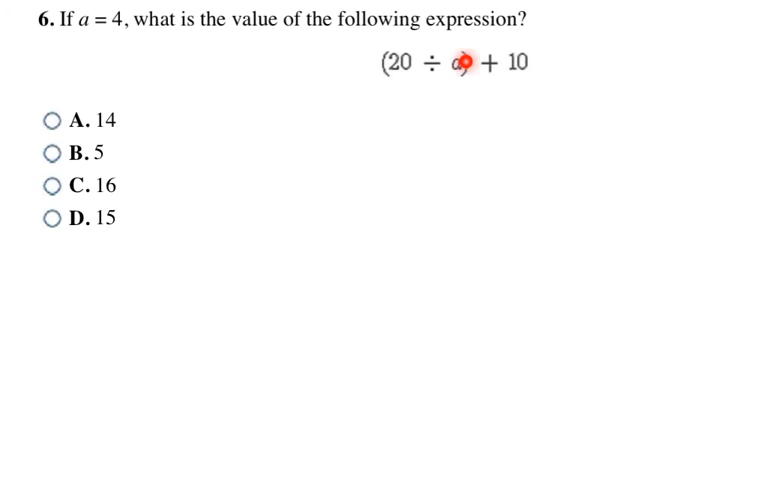 6. If a = 4, what is the value of the following expression?
(20 ÷ a) + 10
A. 14
B. 5
C. 16
D. 15